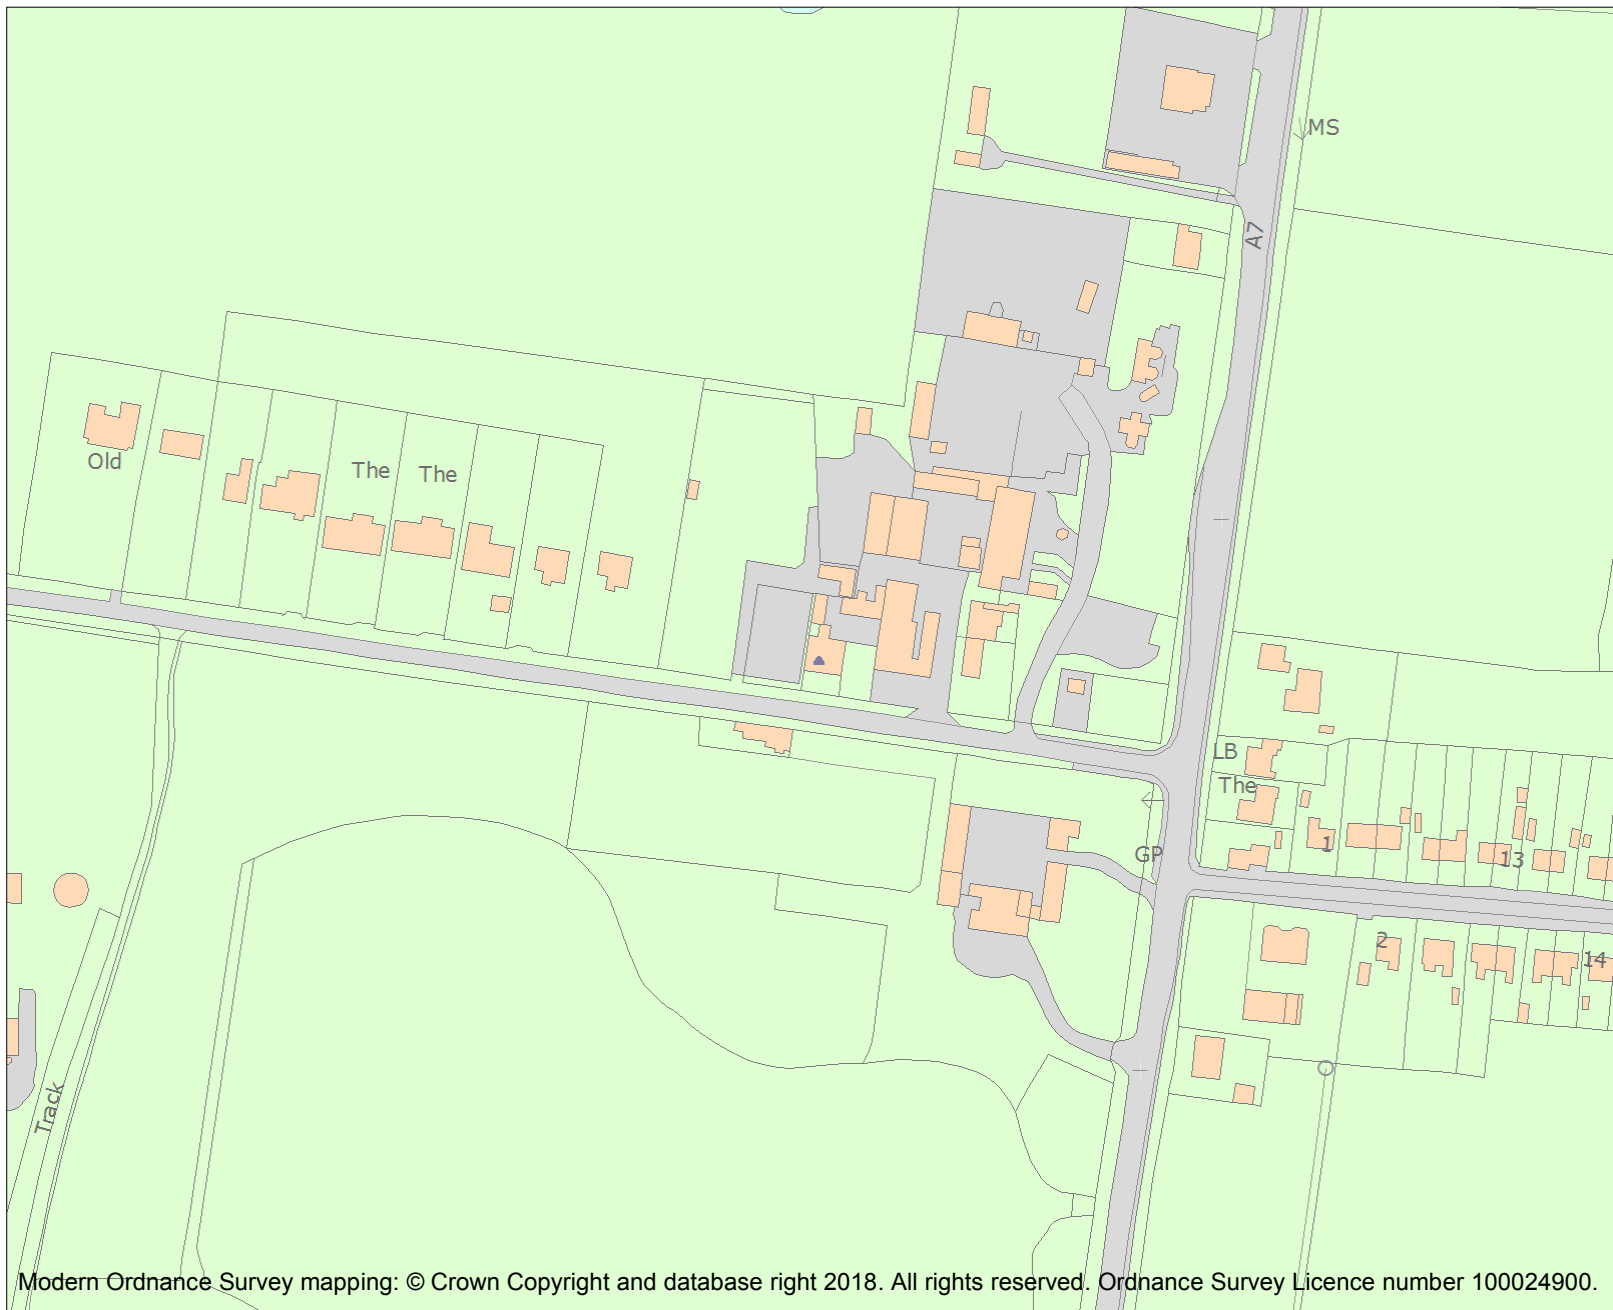 MS
A7
Old
The
The
LB
The
1
13
GP
2
14
Track
Modern Ordnance Survey mapping: © Crown Copyright and database right 2018. All rights reserved. Ordnance Survey Licence number 100024900.